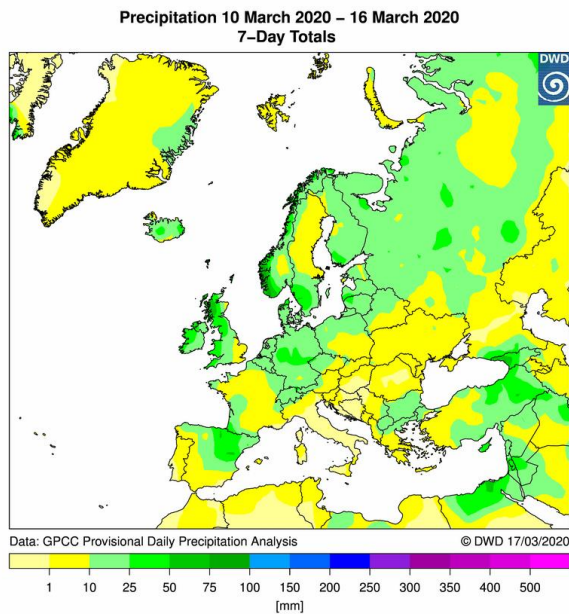 Precipitation 10 March 2020 − 16 March 2020
7−Day Totals
DWD
Data: GPCC Provisional Daily Precipitation Analysis © DWD 17/03/2020
1 10 25 50 75 100 150 200 250 300 350 400 500
[mm]